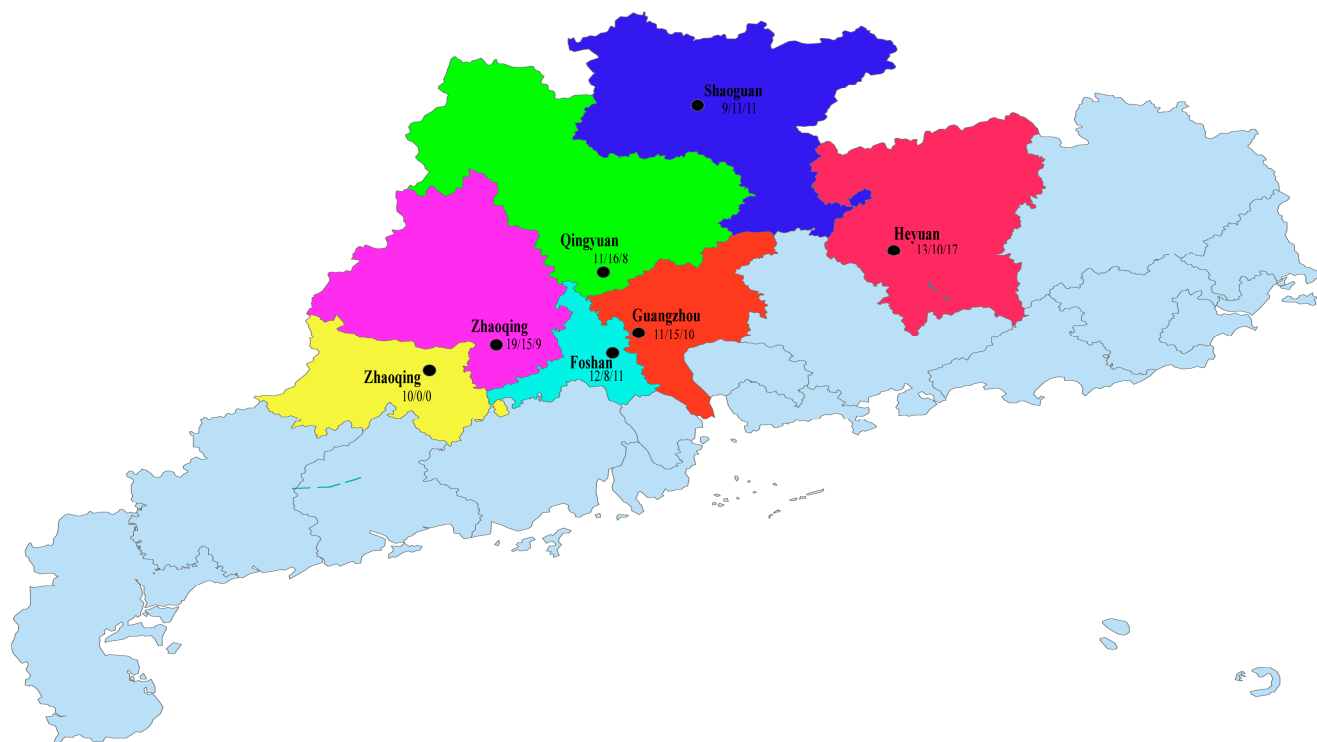 Shaoguan
9/11/11
Heyuan
13/10/17
Qingyuan
11/16/8
Guangzhou
11/15/10
Zhaoqing
19/15/9
Foshan
12/8/11
Zhaoqing
10/0/0